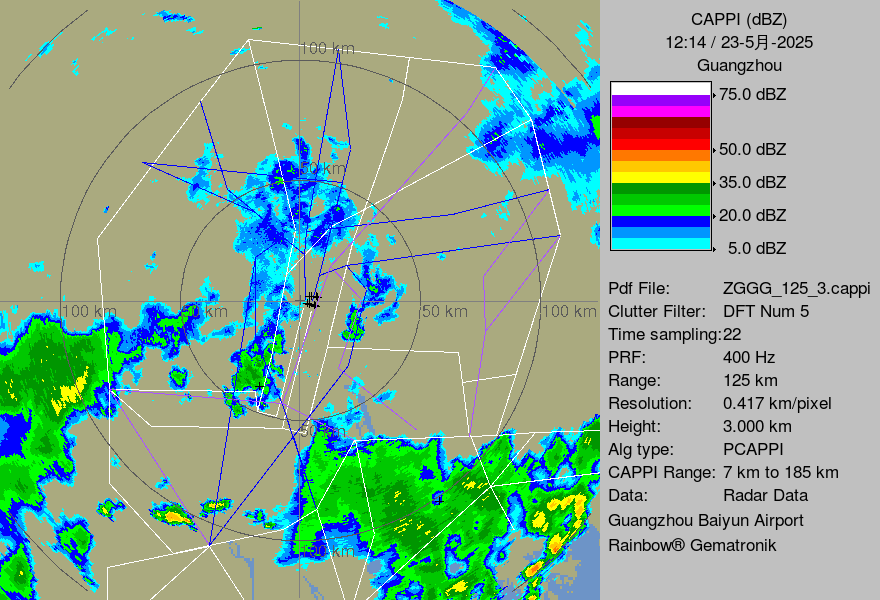 100 km
50 km
100 km
50 km
50 km
100 km
50 km
100 km
CAPPI (dBZ)
12:14 / 23-5月-2025
Guangzhou
75.0 dBZ
50.0 dBZ
35.0 dBZ
20.0 dBZ
5.0 dBZ
Pdf File: ZGGG_125_3.cappi
Clutter Filter: DFT Num 5
Time sampling:22
PRF: 400 Hz
Range: 125 km
Resolution: 0.417 km/pixel
Height: 3.000 km
Alg type: PCAPPI
CAPPI Range: 7 km to 185 km
Data: Radar Data
Guangzhou Baiyun Airport
Rainbow® Gematronik